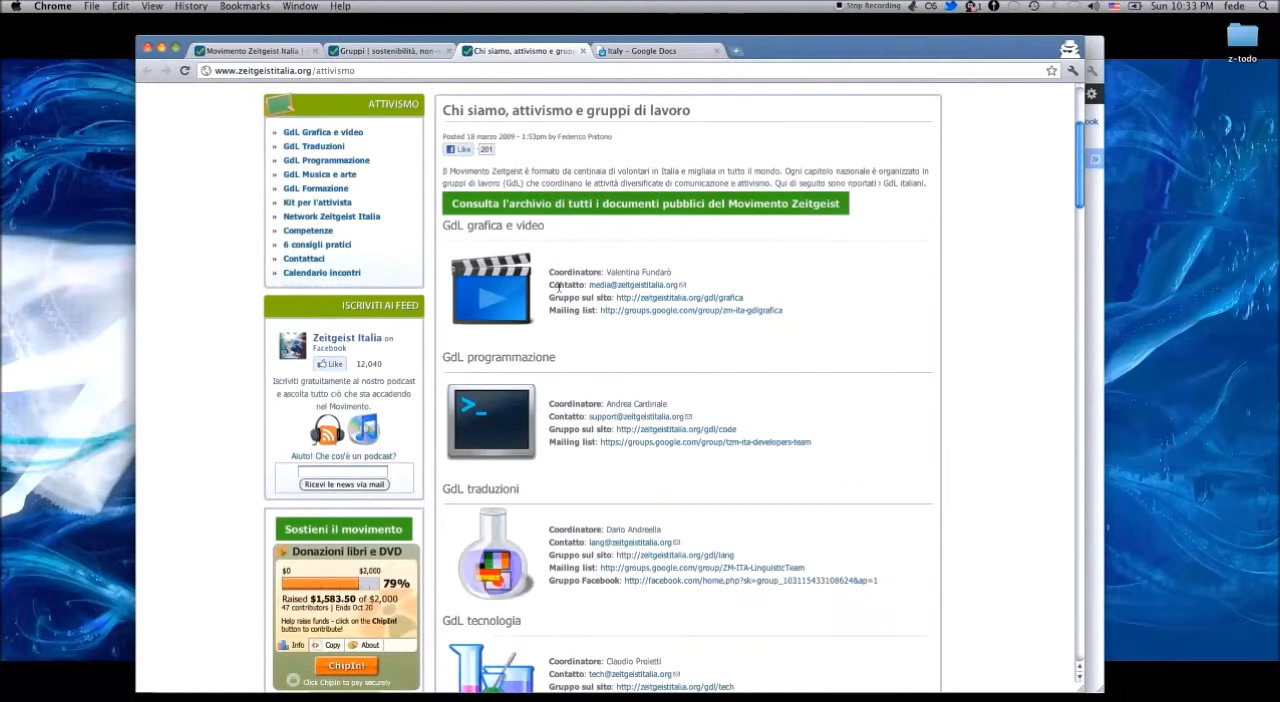 Chrome File Edit View History Bookmarks Window Help
Stop Recording Sun 10:33 PM fede
z-todo
Movimento Zeitgeist Italia |
Gruppi | sostenibilità, non-
Chi siamo, attivismo e grupp
Italy - Google Docs
www.zeitgeistitalia.org/attivismo
ATTIVISMO
» GdL Grafica e video
» GdL Traduzioni
» GdL Programmazione
» GdL Musica e arte
» GdL Formazione
» Kit per l'attivista
» Network Zeitgeist Italia
» Competenze
» 6 consigli pratici
» Contattaci
» Calendario incontri
ISCRIVITI AI FEED
Zeitgeist Italia on
Facebook
Like 12,040
Iscriviti gratuitamente al nostro podcast
e ascolta tutto ciò che sta accadendo
nel Movimento.
Aiuto! Che cos'è un podcast?
Ricevi le news via mail
Sostieni il movimento
Donazioni libri e DVD
$0 $2,000
79%
Raised $1,583.50 of $2,000
47 contributors | Ends Oct 20
Help raise funds - click on the ChipIn!
button to contribute!
Info Copy About
ChipIn!
Click Chipin to pay securely
Chi siamo, attivismo e gruppi di lavoro
Posted 18 marzo 2009 - 1:53pm by Federico Pistono
Like 201
Il Movimento Zeitgeist è formato da centinaia di volontari in Italia e migliaia in tutto il mondo. Ogni capitolo nazionale è organizzato in
gruppi di lavoro (GdL) che coordinano le attività diversificate di comunicazione e attivismo. Qui di seguito sono riportati i GdL italiani.
Consulta l'archivio di tutti i documenti pubblici del Movimento Zeitgeist
GdL grafica e video
Coordinatore: Valentina Fundarò
Contatto: media@zeitgeistitalia.org
Gruppo sul sito: http://zeitgeistitalia.org/gdl/grafica
Mailing list: http://groups.google.com/group/zm-ita-gdlgrafica
GdL programmazione
Coordinatore: Andrea Cardinale
Contatto: support@zeitgeistitalia.org
Gruppo sul sito: http://zeitgeistitalia.org/gdl/code
Mailing list: https://groups.google.com/group/tzm-ita-developers-team
GdL traduzioni
Coordinatore: Dario Andreella
Contatto: lang@zeitgeistitalia.org
Gruppo sul sito: http://zeitgeistitalia.org/gdl/lang
Mailing list: http://groups.google.com/group/ZM-ITA-LinguisticTeam
Gruppo Facebook: http://facebook.com/home.php?sk=group_103115433108624&ap=1
GdL tecnologia
Coordinatore: Claudio Proietti
Contatto: tech@zeitgeistitalia.org
Gruppo sul sito: http://zeitgeistitalia.org/gdl/tech